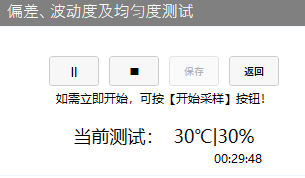 偏差、波动度及均匀度测试
保存 返回
如需立即开始，可按【开始采样】按钮！
当前测试： 30℃|30%
00:29:48